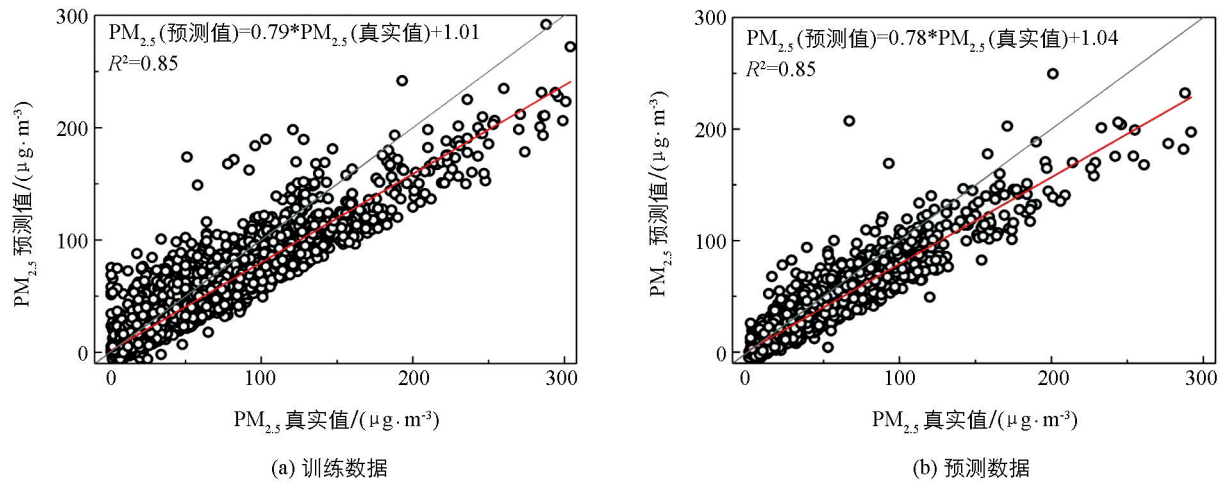 300
200
100
0
PM2.5(预测值)=0.79*PM2.5(真实值)+1.01
R²=0.85
PM2.5预测值/(μg·m⁻³)
0 100 200 300
PM2.5真实值/(μg·m⁻³)
(a) 训练数据
300
200
100
0
PM2.5(预测值)=0.78*PM2.5(真实值)+1.04
R²=0.85
PM2.5预测值/(μg·m⁻³)
0 100 200 300
PM2.5真实值/(μg·m⁻³)
(b) 预测数据